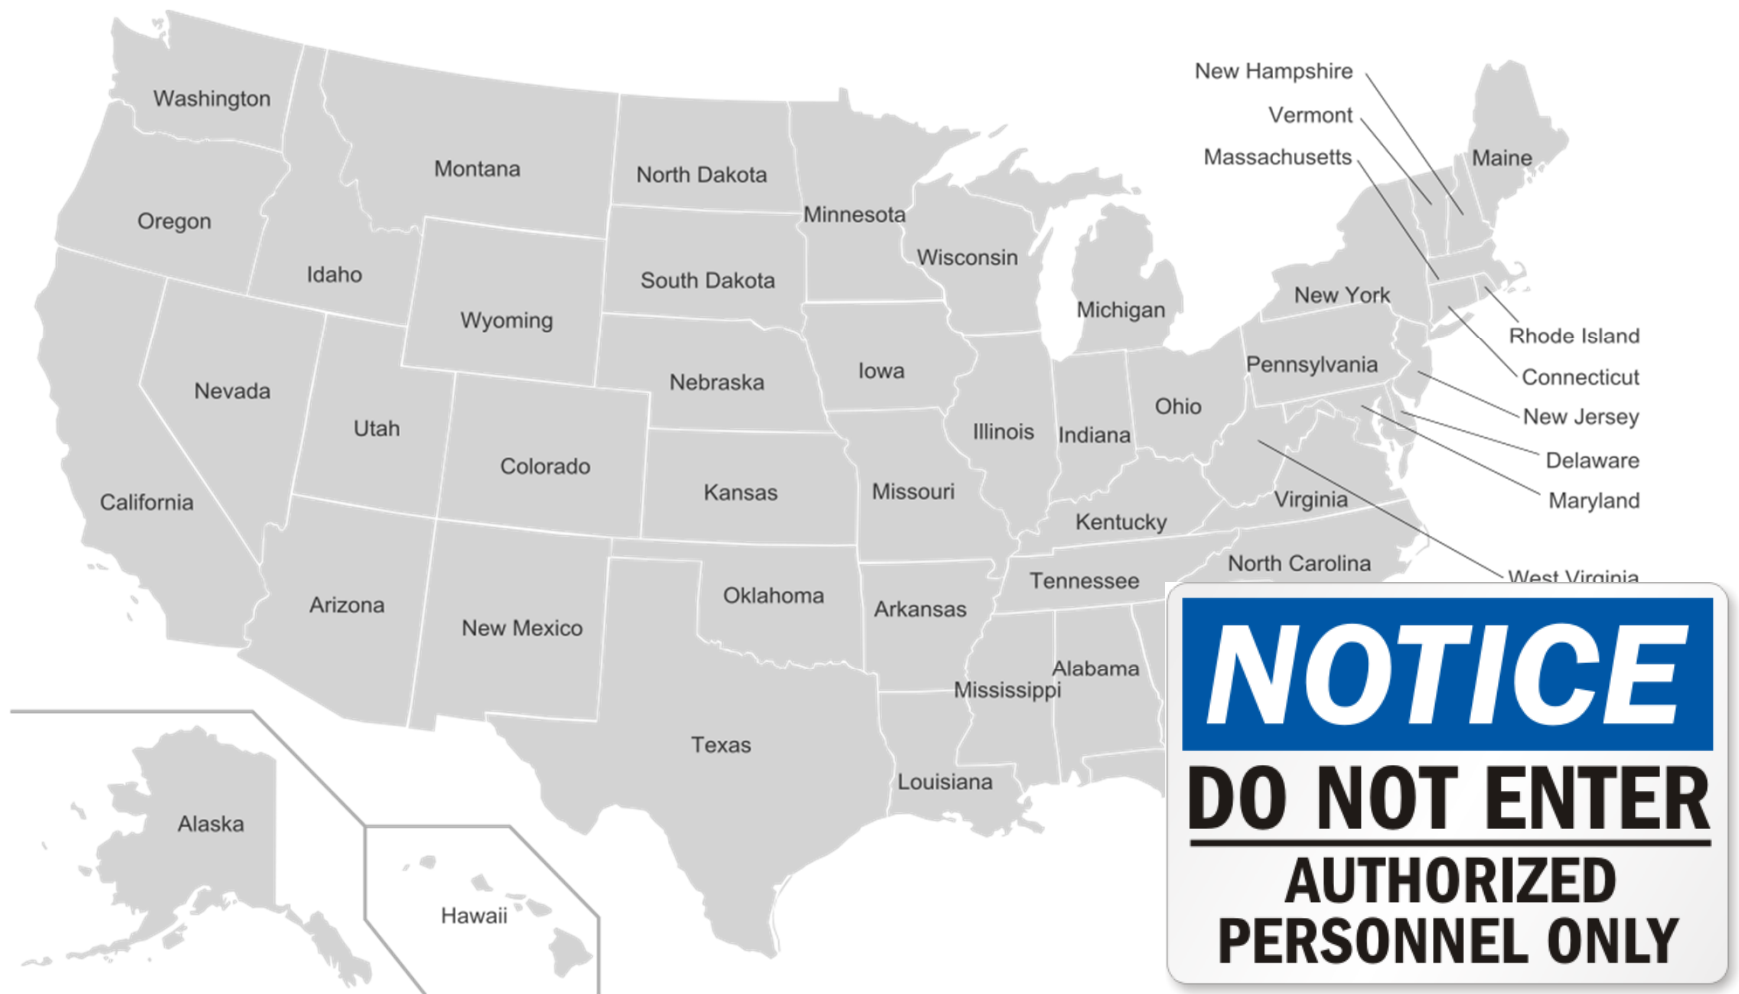 Washington
Montana
North Dakota
Minnesota
Oregon
Idaho
Wyoming
South Dakota
Wisconsin
Michigan
New Hampshire
Vermont
Massachusetts
Maine
New York
Rhode Island
Connecticut
New Jersey
Delaware
Maryland
West Virginia
Pennsylvania
Nevada
Utah
Colorado
Nebraska
Iowa
Illinois
Indiana
Ohio
California
Kansas
Missouri
Kentucky
Virginia
North Carolina
Tennessee
Arizona
New Mexico
Oklahoma
Arkansas
Alabama
Mississippi
Texas
Louisiana
Alaska
Hawaii
NOTICE
DO NOT ENTER
AUTHORIZED
PERSONNEL ONLY